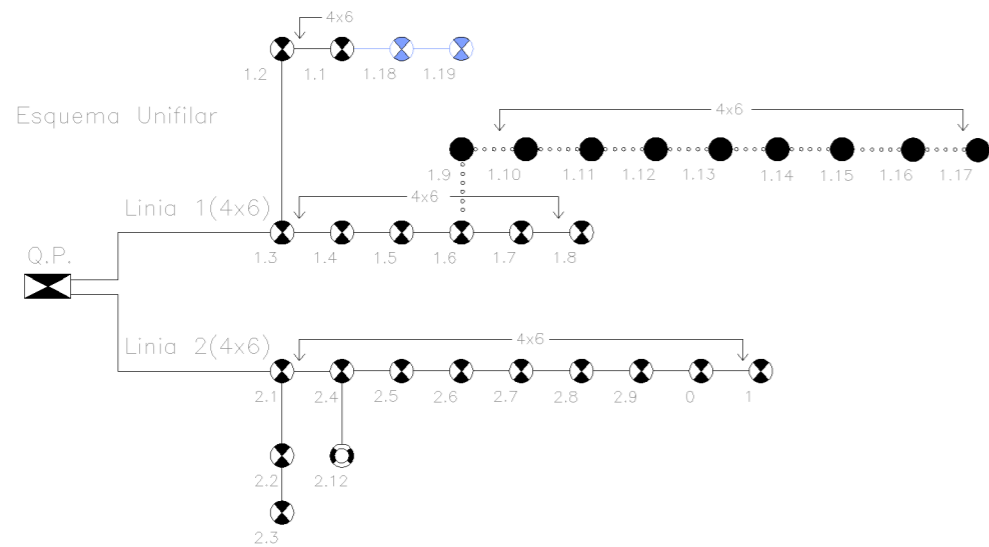 4x6
1.2 1.1 1.18 1.19
Esquema Unifilar
4x6
1.9 1.10 1.11 1.12 1.13 1.14 1.15 1.16 1.17
Linia 1(4x6) 4x6
1.3 1.4 1.5 1.6 1.7 1.8
Q.P.
Linia 2(4x6) 4x6
2.1 2.4 2.5 2.6 2.7 2.8 2.9 0 1
2.2 2.12
2.3